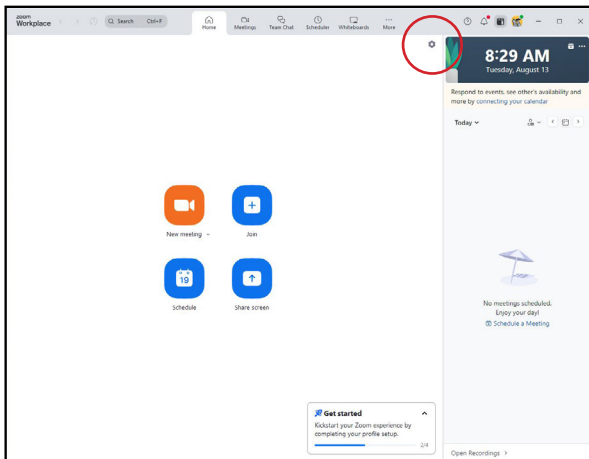 zoom
Workplace
Search Ctrl+F
Home
Meetings
Team Chat
Scheduler
Whiteboards
More
8:29 AM
Tuesday, August 13
Respond to events, see other's availability and
more by connecting your calendar
Today
New meeting
Join
19
Schedule
Share screen
No meetings scheduled.
Enjoy your day!
Schedule a Meeting
Get started
Kickstart your Zoom experience by
completing your profile setup.
2/4
Open Recordings